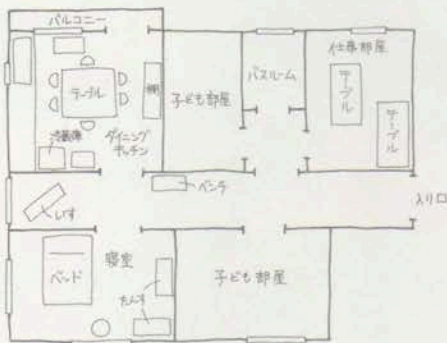 バルコニー
テーブル
棚
冷蔵庫
ダイニング
キッチン
子ども部屋
バスルーム
仕事部屋
テーブル
テーブル
いす
ベンチ
入り口
寝室
ベッド
たんす
子ども部屋